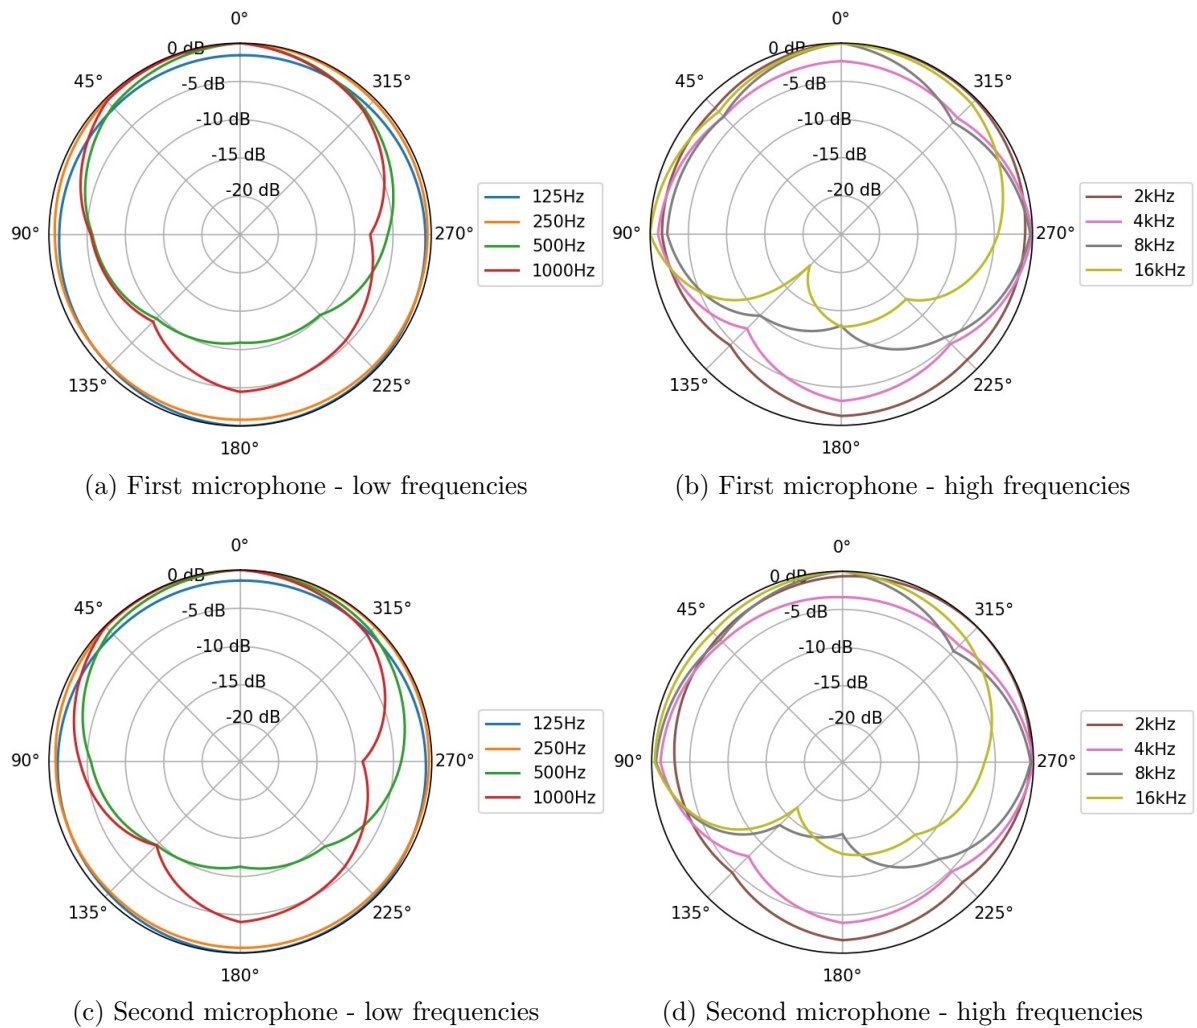 0°
0 dB
45°
315°
-5 dB
-10 dB
-15 dB
-20 dB
90°
270°
135°
225°
180°
125Hz
250Hz
500Hz
1000Hz
(a) First microphone - low frequencies
0°
0 dB
45°
315°
-5 dB
-10 dB
-15 dB
-20 dB
90°
270°
135°
225°
180°
2kHz
4kHz
8kHz
16kHz
(b) First microphone - high frequencies
0°
0 dB
45°
315°
-5 dB
-10 dB
-15 dB
-20 dB
90°
270°
135°
225°
180°
125Hz
250Hz
500Hz
1000Hz
(c) Second microphone - low frequencies
0°
0 dB
45°
315°
-5 dB
-10 dB
-15 dB
-20 dB
90°
270°
135°
225°
180°
2kHz
4kHz
8kHz
16kHz
(d) Second microphone - high frequencies